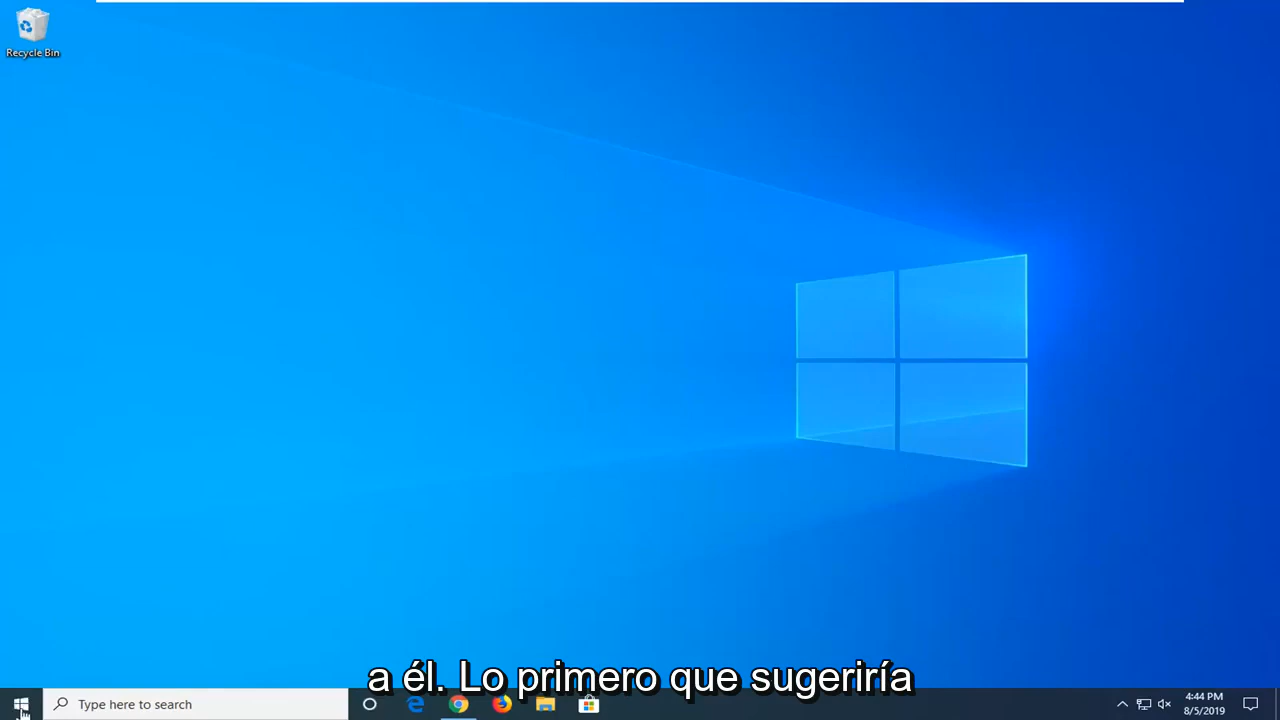 Recycle Bin
a él. Lo primero que sugeriría
Type here to search
4:44 PM
8/5/2019